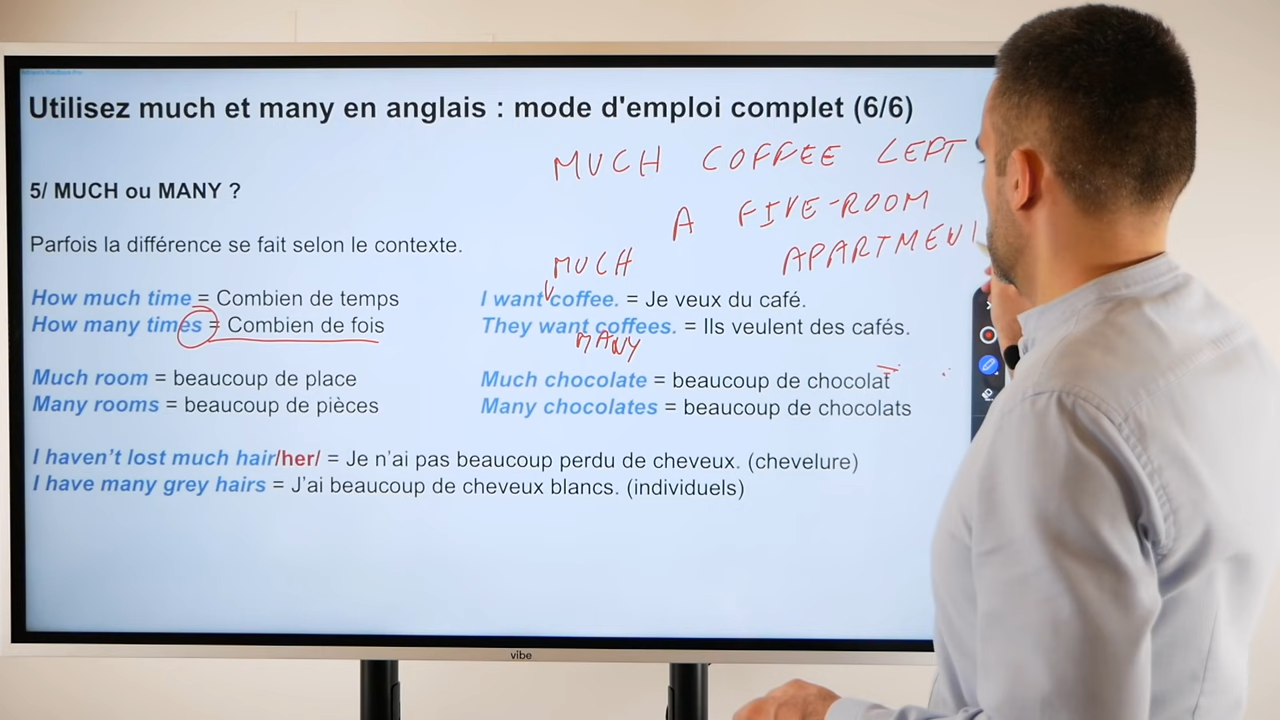 Utilisez much et many en anglais : mode d'emploi complet (6/6)
MUCH COFFEE LEFT
5/ MUCH ou MANY ?
A FIVE-ROOM
APARTMENT
Parfois la différence se fait selon le contexte.
MUCH
How much time = Combien de temps
How many times = Combien de fois
I want coffee. = Je veux du café.
They want coffees. = Ils veulent des cafés.
MANY
Much room = beaucoup de place
Many rooms = beaucoup de pièces
Much chocolate = beaucoup de chocolat
Many chocolates = beaucoup de chocolats
I haven't lost much hair/her/ = Je n'ai pas beaucoup perdu de cheveux. (chevelure)
I have many grey hairs = J'ai beaucoup de cheveux blancs. (individuels)
vibe